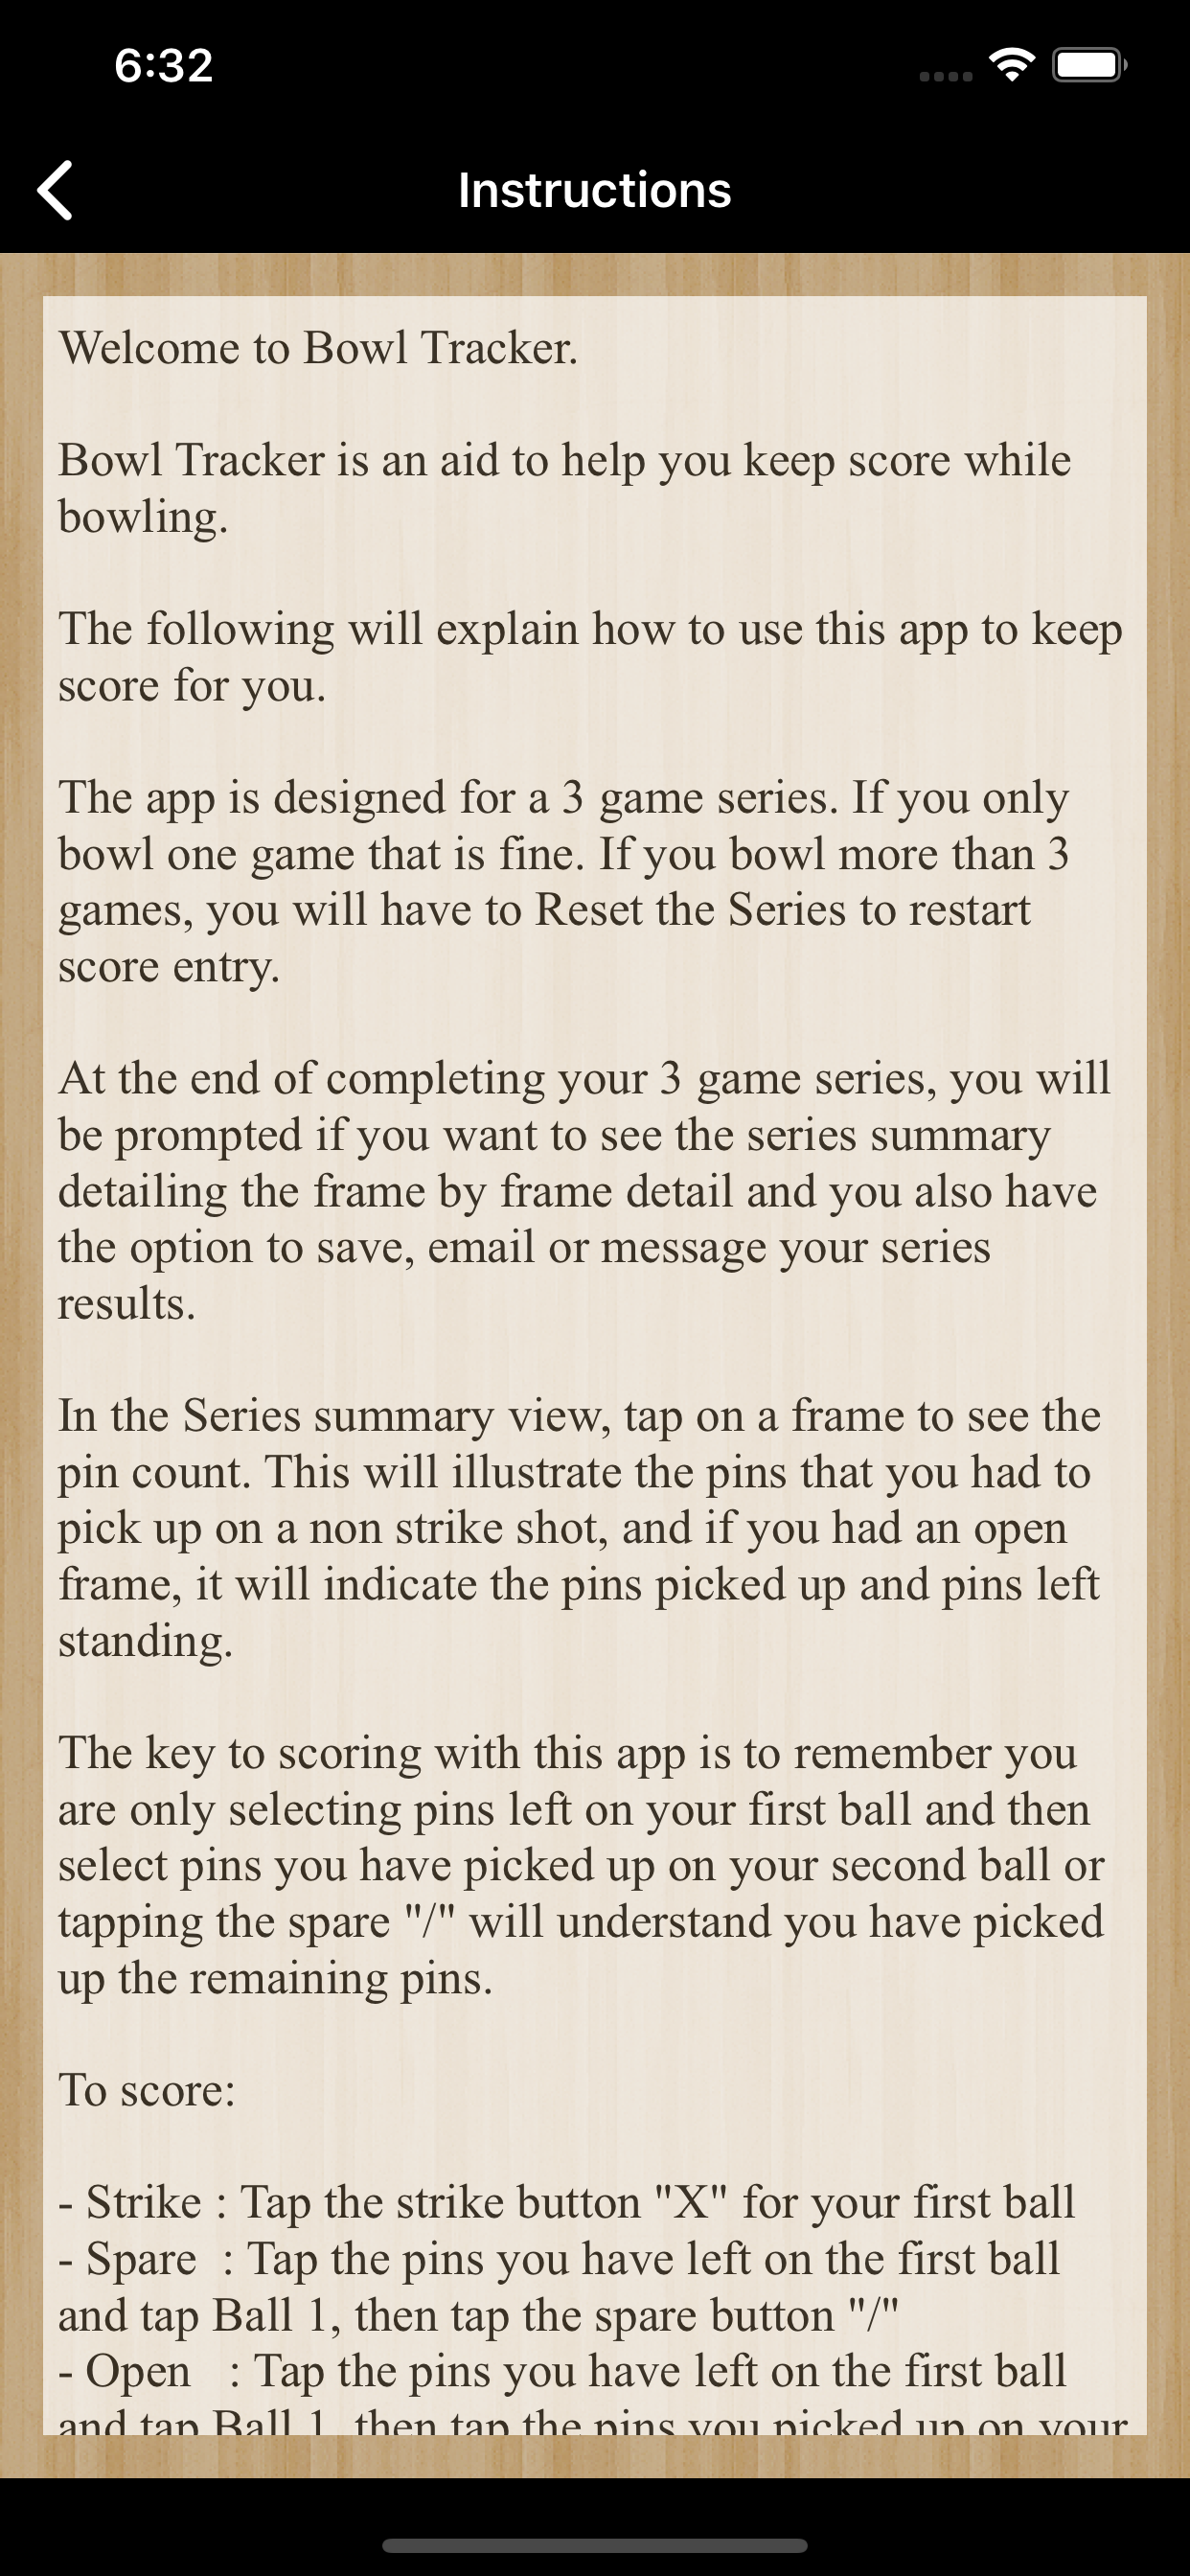 6:32
Instructions
Welcome to Bowl Tracker.
Bowl Tracker is an aid to help you keep score while
bowling.
The following will explain how to use this app to keep
score for you.
The app is designed for a 3 game series. If you only
bowl one game that is fine. If you bowl more than 3
games, you will have to Reset the Series to restart
score entry.
At the end of completing your 3 game series, you will
be prompted if you want to see the series summary
detailing the frame by frame detail and you also have
the option to save, email or message your series
results.
In the Series summary view, tap on a frame to see the
pin count. This will illustrate the pins that you had to
pick up on a non strike shot, and if you had an open
frame, it will indicate the pins picked up and pins left
standing.
The key to scoring with this app is to remember you
are only selecting pins left on your first ball and then
select pins you have picked up on your second ball or
tapping the spare "/" will understand you have picked
up the remaining pins.
To score:
- Strike : Tap the strike button "X" for your first ball
- Spare  : Tap the pins you have left on the first ball
and tap Ball 1, then tap the spare button "/"
- Open   : Tap the pins you have left on the first ball
and tap Ball 1, then tap the pins you picked up on your